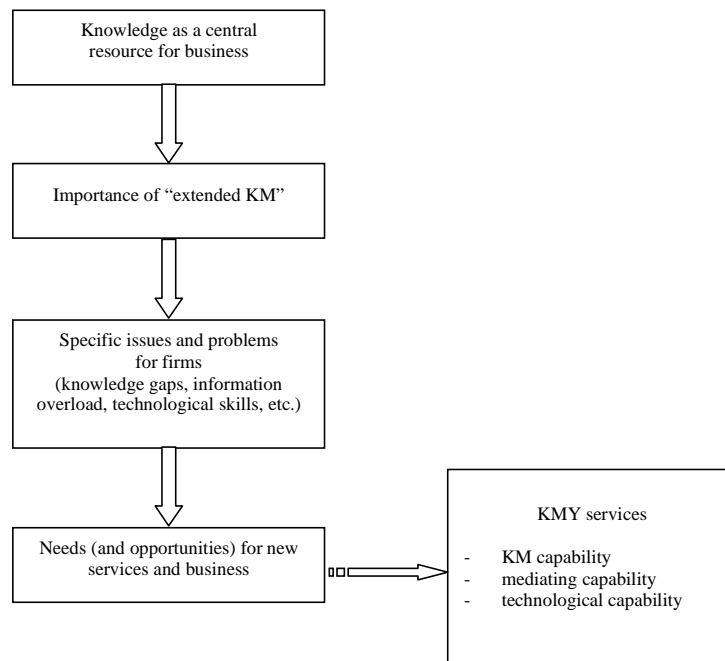 Knowledge as a central
resource for business
Importance of “extended KM”
Specific issues and problems
for firms
(knowledge gaps, information
overload, technological skills, etc.)
Needs (and opportunities) for new
services and business
KMY services
- KM capability
- mediating capability
- technological capability